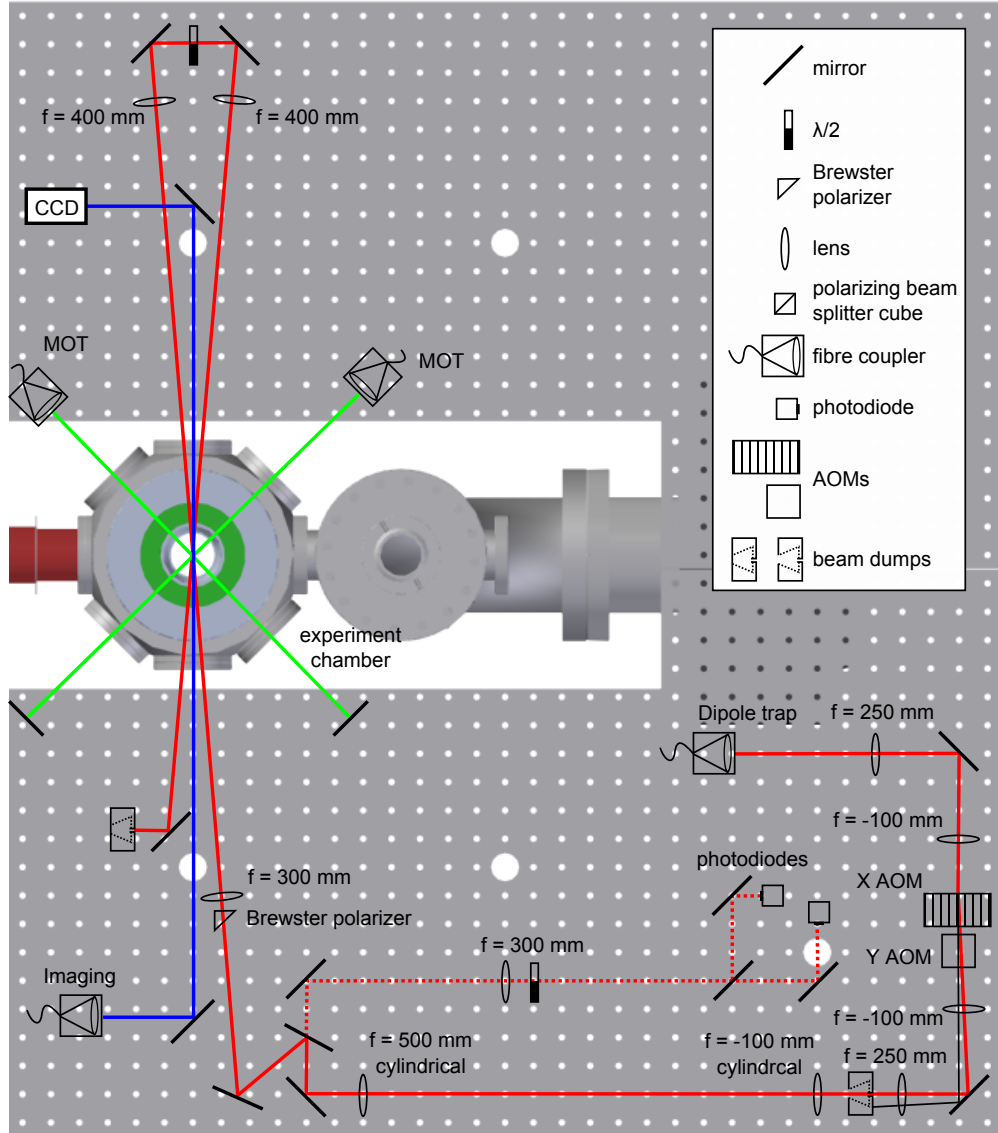 f = 400 mm
f = 400 mm
CCD
MOT
MOT
experiment
chamber
mirror
λ/2
Brewster
polarizer
lens
polarizing beam
splitter cube
fibre coupler
photodiode
AOMs
beam dumps
Dipole trap
f = 250 mm
f = -100 mm
photodiodes
X AOM
f = 300 mm
Brewster polarizer
Y AOM
f = 300 mm
Imaging
f = -100 mm
f = 500 mm
cylindrical
f = -100 mm
cylindrcal
f = 250 mm